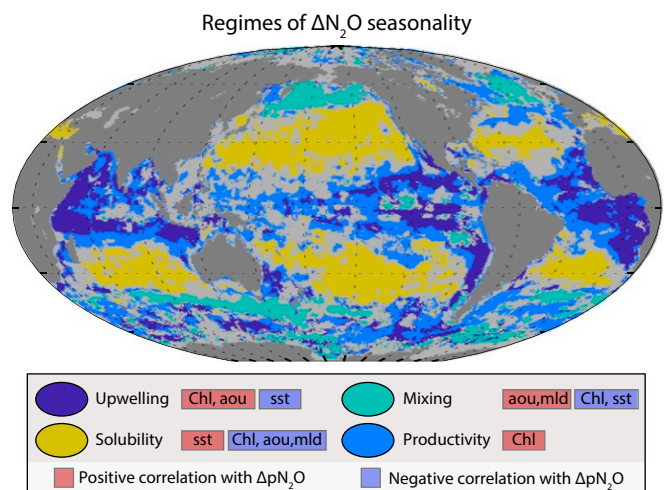 Regimes of ΔN₂O seasonality
Upwelling Chl, aou sst Mixing aou,mld Chl, sst
Solubility sst Chl, aou,mld Productivity Chl
Positive correlation with ΔpN₂O Negative correlation with ΔpN₂O